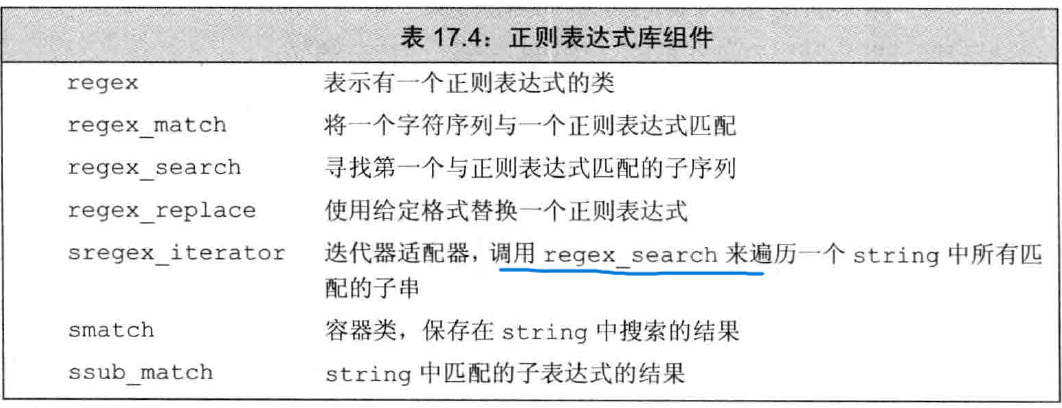 表 17.4：正则表达式库组件
regex 表示有一个正则表达式的类
regex_match 将一个字符序列与一个正则表达式匹配
regex_search 寻找第一个与正则表达式匹配的子序列
regex_replace 使用给定格式替换一个正则表达式
sregex_iterator 迭代器适配器，调用 regex_search 来遍历一个 string 中所有匹
配的子串
smatch 容器类，保存在 string 中搜索的结果
ssub_match string 中匹配的子表达式的结果